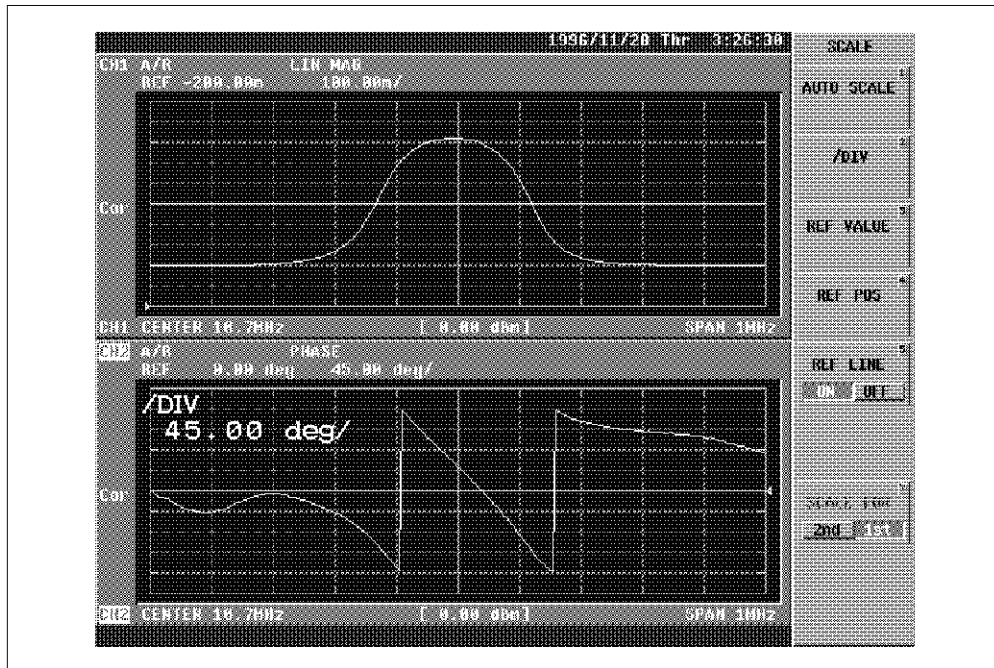 1996/11/20 Thr 3:26:30
SCALE
CH1 A/R LIN MAG
REF -200.00m 100.00m/
AUTO SCALE
/DIV
Cor
REF VALUE
REF POS
CH1 CENTER 10.7MHz [ 0.00 dBm] SPAN 1MHz
CH2 A/R PHASE
REF 0.00 deg 45.00 deg/
REF LINE
ON OFF
/DIV
45.00 deg/
Cor
SCALE FOR
2nd 1st
CH2 CENTER 10.7MHz [ 0.00 dBm] SPAN 1MHz